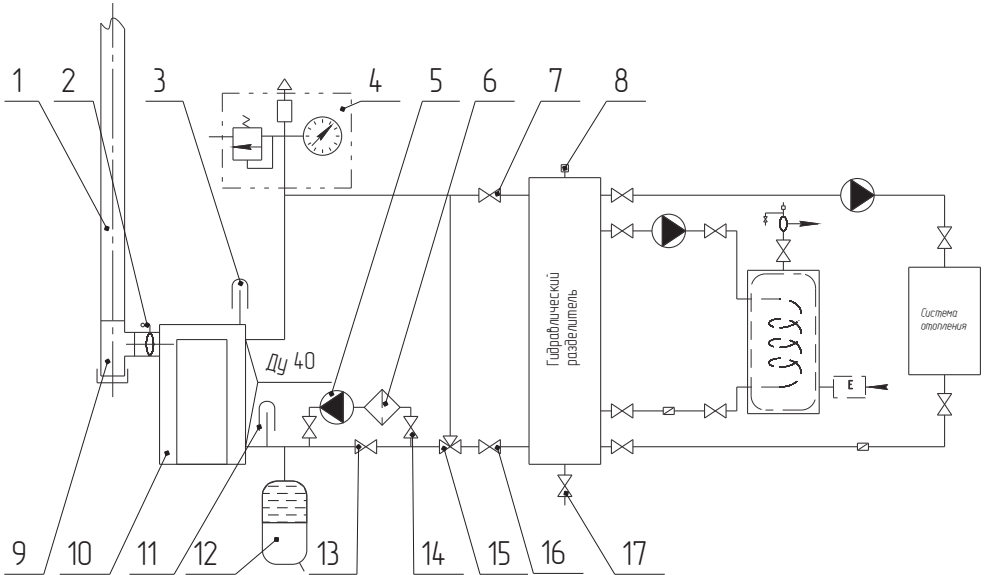 1 2 3 4 5 6 7 8
Ду 40
Гидравлический
разделитель
Система
отопления
E
9 10 11 12 13 14 15 16 17